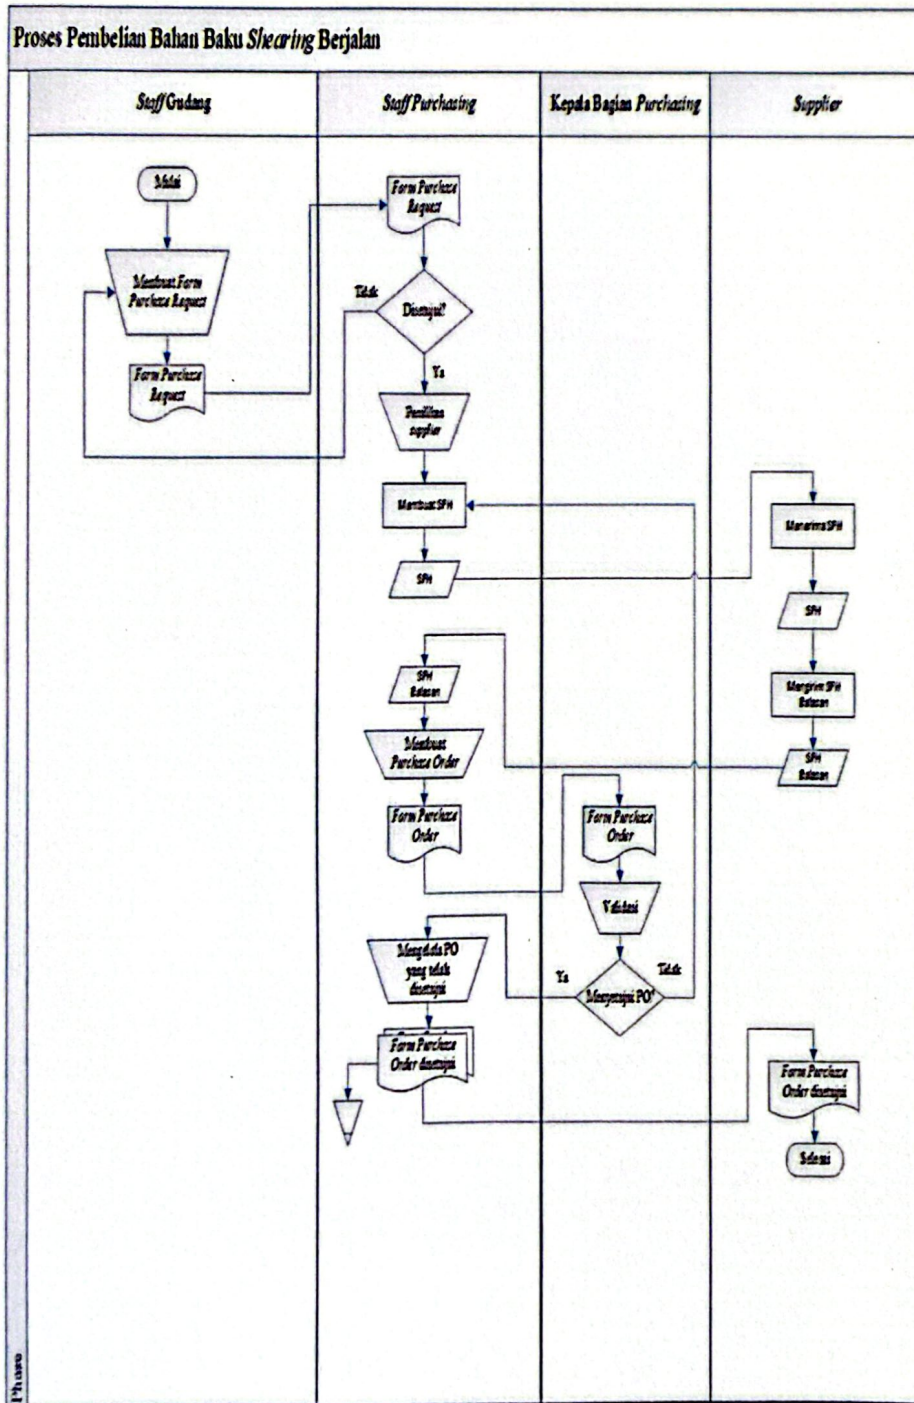 Proses Pembelian Bahan Baku Shearing Berjalan
Staff Gudang
Staff Purchasing
Kepala Bagian Purchasing
Supplier
Mulai
Membuat Form
Purchase Request
Form Purchase
Request
Form Purchase
Request
Disetujui?
Tidak
Ya
Pemilihan
supplier
Membuat SPH
SPH
Menerima SPH
SPH
Mengirim SPH
Balasan
SPH
Balasan
SPH
Balasan
Membuat
Purchase Order
Form Purchase
Order
Form Purchase
Order
Validasi
Menyetujui PO?
Ya
Tidak
Mengelola PO
yang telah
disetujui
Form Purchase
Order disetujui
Form Purchase
Order disetujui
Selesai
Phase